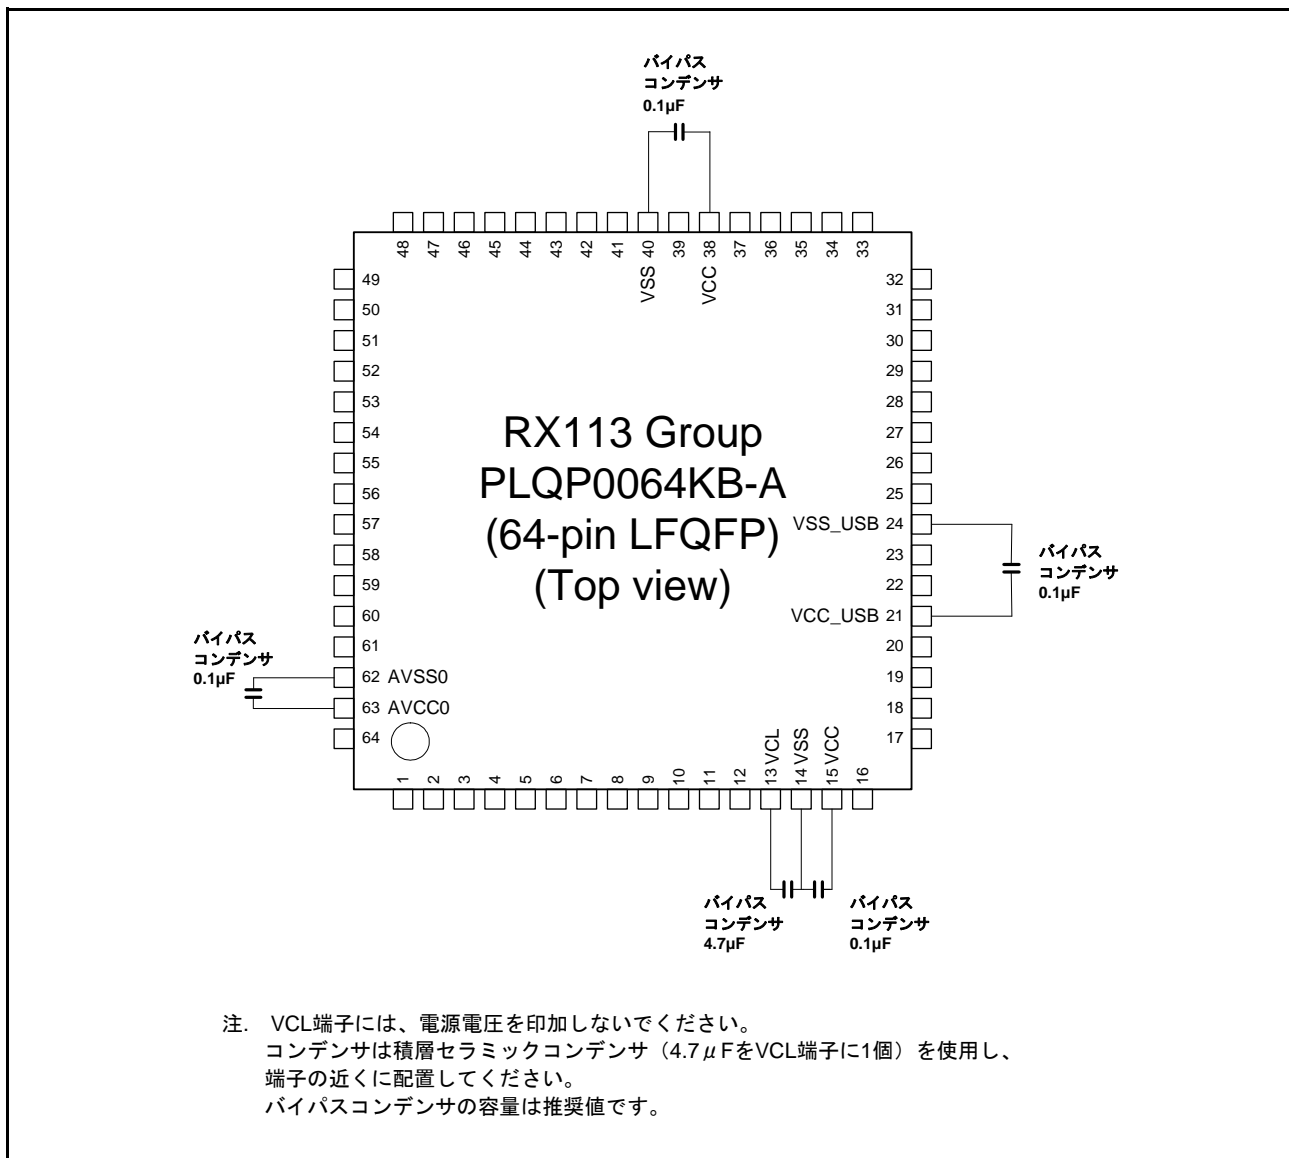 バイパス
コンデンサ
0.1µF
48 47 46 45 44 43 42 41 40 39 38 37 36 35 34 33
VSS VCC
49 32
50 31
51 30
52 29
53 28
54 27
55 26
56 25
57 VSS_USB 24
58 23
59 22
60 VCC_USB 21
61 20
62 AVSS0 19
63 AVCC0 18
64 17
RX113 Group
PLQP0064KB-A
(64-pin LFQFP)
(Top view)
バイパス
コンデンサ
0.1µF
バイパス
コンデンサ
0.1µF
1 2 3 4 5 6 7 8 9 10 11 12 13 VCL 14 VSS 15 VCC 16
バイパス
コンデンサ
4.7µF
バイパス
コンデンサ
0.1µF
注. VCL端子には、電源電圧を印加しないでください。
コンデンサは積層セラミックコンデンサ（4.7μFをVCL端子に1個）を使用し、
端子の近くに配置してください。
バイパスコンデンサの容量は推奨値です。